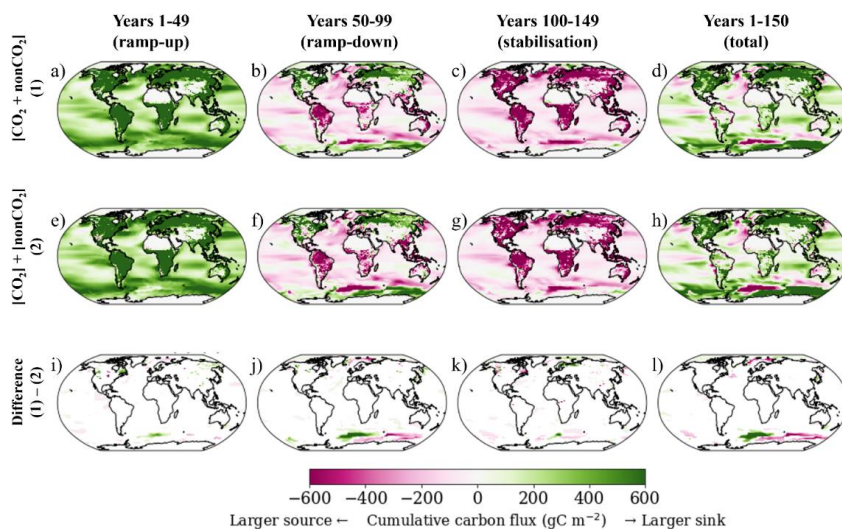 Years 1-49 Years 50-99 Years 100-149 Years 1-150
(ramp-up) (ramp-down) (stabilisation) (total)
|CO₂ + nonCO₂|
(1)
a) b) c) d)
|CO₂| + |nonCO₂|
(2)
e) f) g) h)
Difference
(1) – (2)
i) j) k) l)
−600 −400 −200 0 200 400 600
Larger source ← Cumulative carbon flux (gC m⁻²) → Larger sink